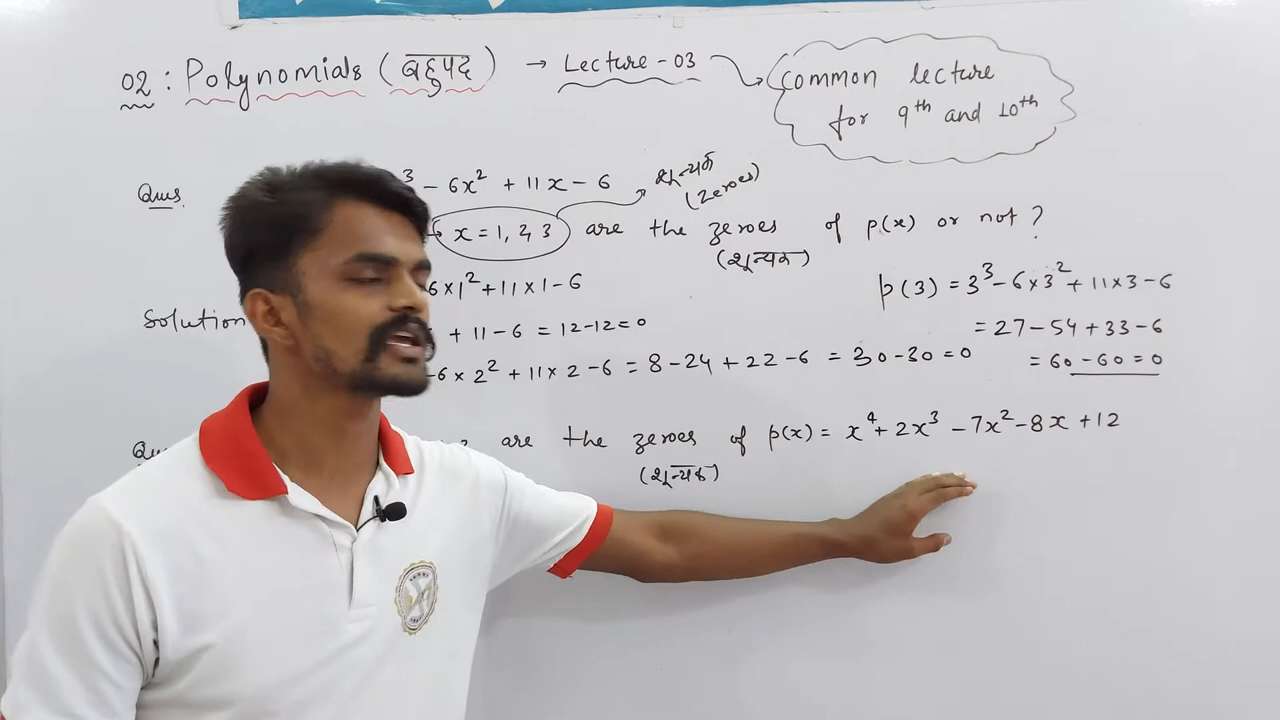 02 : Polynomials (बहुपद) → Lecture - 03
common lecture
for 9th and 10th
Ques. ³ - 6x² + 11x - 6
शून्यक
(zeroes)
x = 1, 2, 3 are the zeroes of p(x) or not ?
(शून्यक)
Solution 6×1² + 11×1 - 6
+ 11 - 6 = 12 - 12 = 0
-6×2² + 11×2 - 6 = 8 - 24 + 22 - 6 = 30 - 30 = 0
p(3) = 3³ - 6×3² + 11×3 - 6
= 27 - 54 + 33 - 6
= 60 - 60 = 0
are the zeroes of p(x) = x⁴ + 2x³ - 7x² - 8x + 12
(शून्यक)